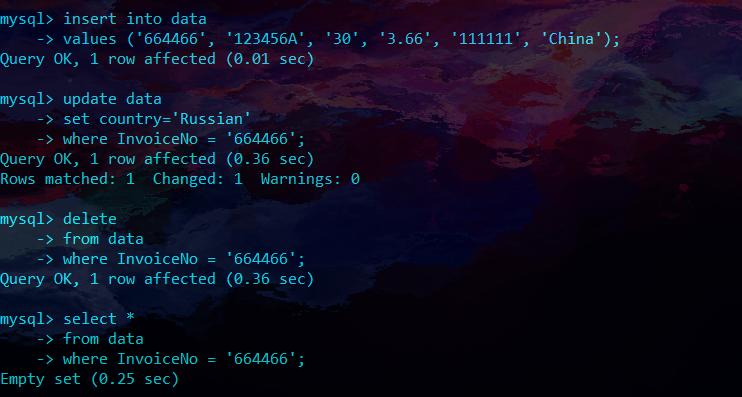 mysql> insert into data
    -> values ('664466', '123456A', '30', '3.66', '111111', 'China');
Query OK, 1 row affected (0.01 sec)

mysql> update data
    -> set country='Russian'
    -> where InvoiceNo = '664466';
Query OK, 1 row affected (0.36 sec)
Rows matched: 1  Changed: 1  Warnings: 0

mysql> delete
    -> from data
    -> where InvoiceNo = '664466';
Query OK, 1 row affected (0.36 sec)

mysql> select *
    -> from data
    -> where InvoiceNo = '664466';
Empty set (0.25 sec)